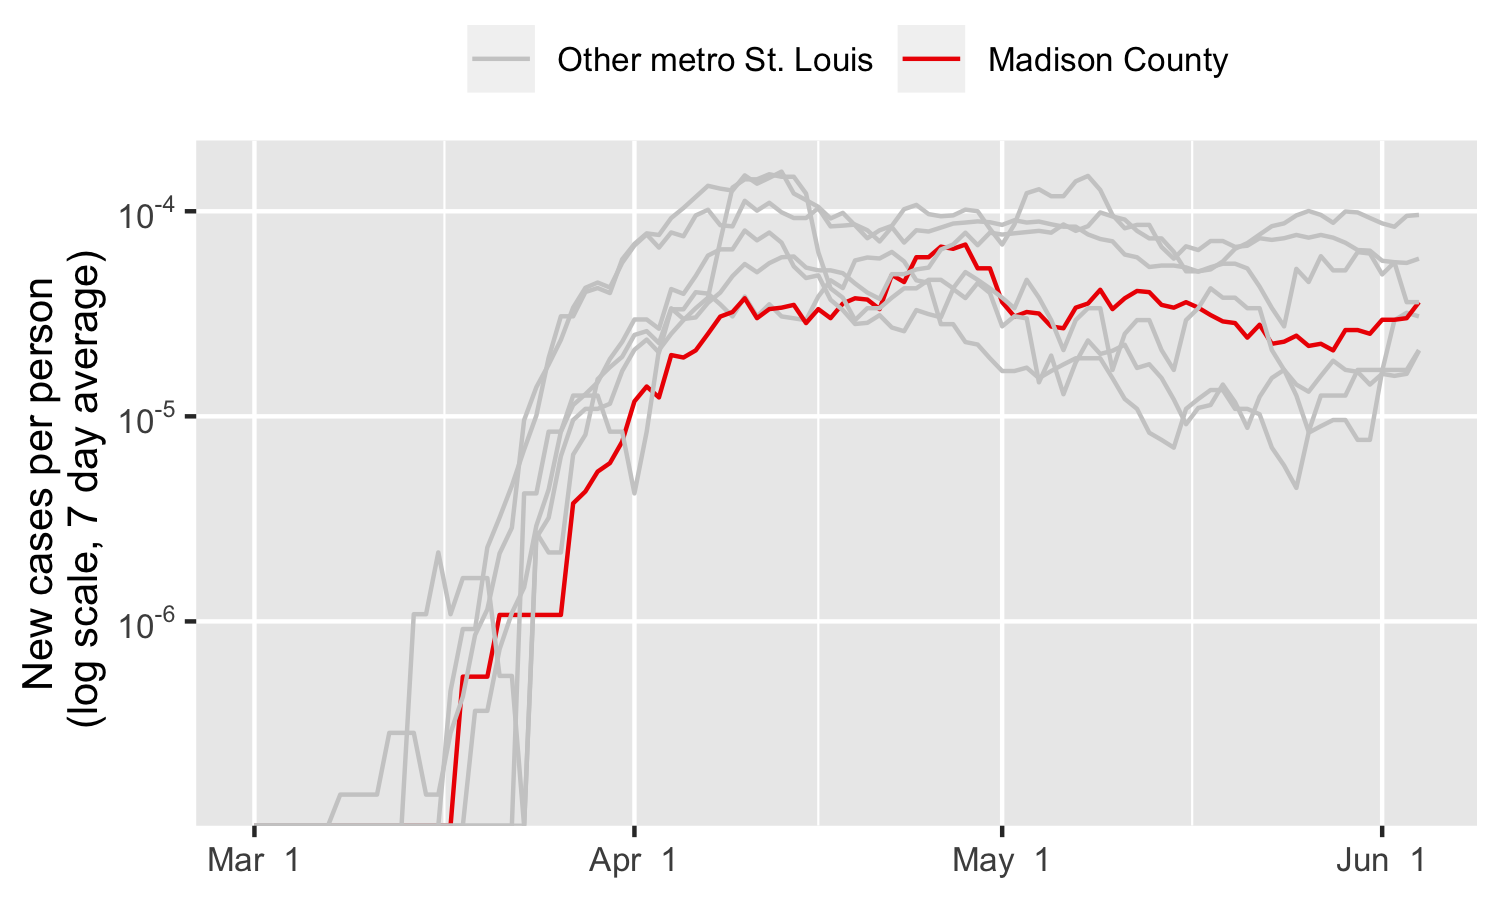 Other metro St. Louis
Madison County
New cases per person
(log scale, 7 day average)
10⁻⁴
10⁻⁵
10⁻⁶
Mar 1
Apr 1
May 1
Jun 1